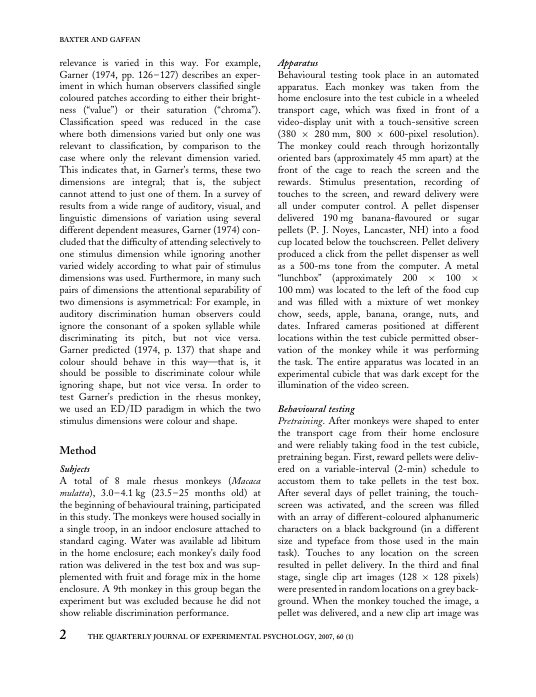 BAXTER AND GAFFAN
relevance is varied in this way. For example,
Garner (1974, pp. 126–127) describes an exper-
iment in which human observers classified single
coloured patches according to either their bright-
ness (“value”) or their saturation (“chroma”).
Classification speed was reduced in the case
where both dimensions varied but only one was
relevant to classification, by comparison to the
case where only the relevant dimension varied.
This indicates that, in Garner’s terms, these two
dimensions are integral; that is, the subject
cannot attend to just one of them. In a survey of
results from a wide range of auditory, visual, and
linguistic dimensions of variation using several
different dependent measures, Garner (1974) con-
cluded that the difficulty of attending selectively to
one stimulus dimension while ignoring another
varied widely according to what pair of stimulus
dimensions was used. Furthermore, in many such
pairs of dimensions the attentional separability of
two dimensions is asymmetrical: For example, in
auditory discrimination human observers could
ignore the consonant of a spoken syllable while
discriminating its pitch, but not vice versa.
Garner predicted (1974, p. 137) that shape and
colour should behave in this way—that is, it
should be possible to discriminate colour while
ignoring shape, but not vice versa. In order to
test Garner’s prediction in the rhesus monkey,
we used an ED/ID paradigm in which the two
stimulus dimensions were colour and shape.
Method
Subjects
A total of 8 male rhesus monkeys (Macaca
mulatta), 3.0–4.1 kg (23.5–25 months old) at
the beginning of behavioural training, participated
in this study. The monkeys were housed socially in
a single troop, in an indoor enclosure attached to
standard caging. Water was available ad libitum
in the home enclosure; each monkey’s daily food
ration was delivered in the test box and was sup-
plemented with fruit and forage mix in the home
enclosure. A 9th monkey in this group began the
experiment but was excluded because he did not
show reliable discrimination performance.
Apparatus
Behavioural testing took place in an automated
apparatus. Each monkey was taken from the
home enclosure into the test cubicle in a wheeled
transport cage, which was fixed in front of a
video-display unit with a touch-sensitive screen
(380 × 280 mm, 800 × 600-pixel resolution).
The monkey could reach through horizontally
oriented bars (approximately 45 mm apart) at the
front of the cage to reach the screen and the
rewards. Stimulus presentation, recording of
touches to the screen, and reward delivery were
all under computer control. A pellet dispenser
delivered 190 mg banana-flavoured or sugar
pellets (P. J. Noyes, Lancaster, NH) into a food
cup located below the touchscreen. Pellet delivery
produced a click from the pellet dispenser as well
as a 500-ms tone from the computer. A metal
“lunchbox” (approximately 200 × 100 ×
100 mm) was located to the left of the food cup
and was filled with a mixture of wet monkey
chow, seeds, apple, banana, orange, nuts, and
dates. Infrared cameras positioned at different
locations within the test cubicle permitted obser-
vation of the monkey while it was performing
the task. The entire apparatus was located in an
experimental cubicle that was dark except for the
illumination of the video screen.
Behavioural testing
Pretraining. After monkeys were shaped to enter
the transport cage from their home enclosure
and were reliably taking food in the test cubicle,
pretraining began. First, reward pellets were deliv-
ered on a variable-interval (2-min) schedule to
accustom them to take pellets in the test box.
After several days of pellet training, the touch-
screen was activated, and the screen was filled
with an array of different-coloured alphanumeric
characters on a black background (in a different
size and typeface from those used in the main
task). Touches to any location on the screen
resulted in pellet delivery. In the third and final
stage, single clip art images (128 × 128 pixels)
were presented in random locations on a grey back-
ground. When the monkey touched the image, a
pellet was delivered, and a new clip art image was
2 THE QUARTERLY JOURNAL OF EXPERIMENTAL PSYCHOLOGY, 2007, 60 (1)